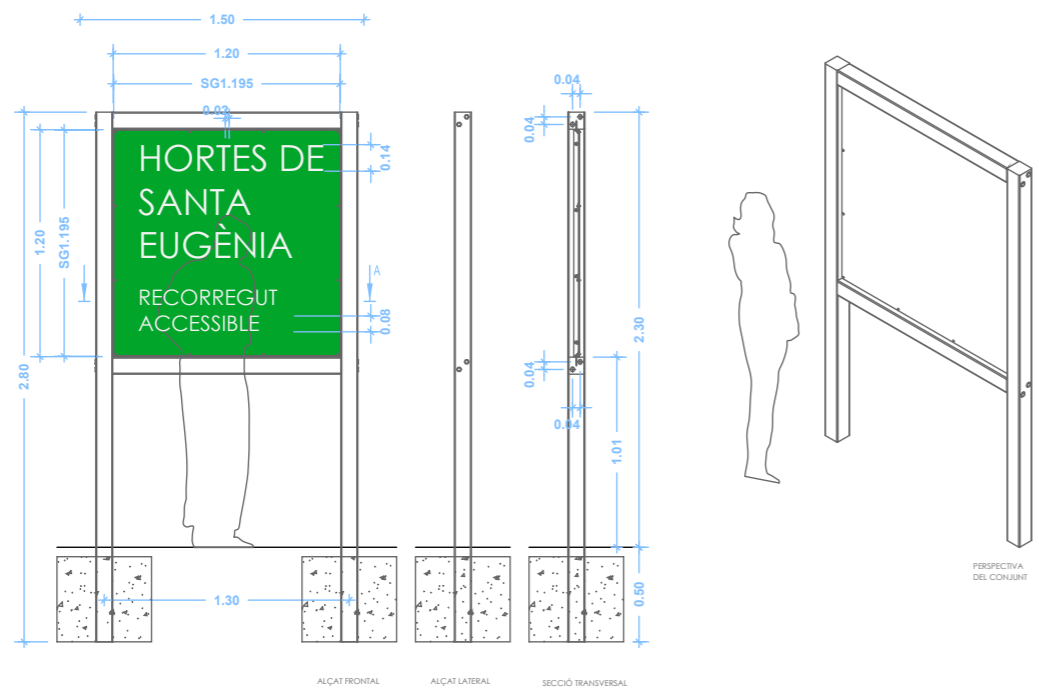 1.50
1.20
SG1.195
0.02
HORTES DE
SANTA
EUGÈNIA
RECORREGUT
ACCESSIBLE
0.14
A
0.08
1.20
SG1.195
2.80
1.30
0.04
0.04
0.04
0.04
2.30
1.01
0.50
ALÇAT FRONTAL
ALÇAT LATERAL
SECCIÓ TRANSVERSAL
PERSPECTIVA
DEL CONJUNT